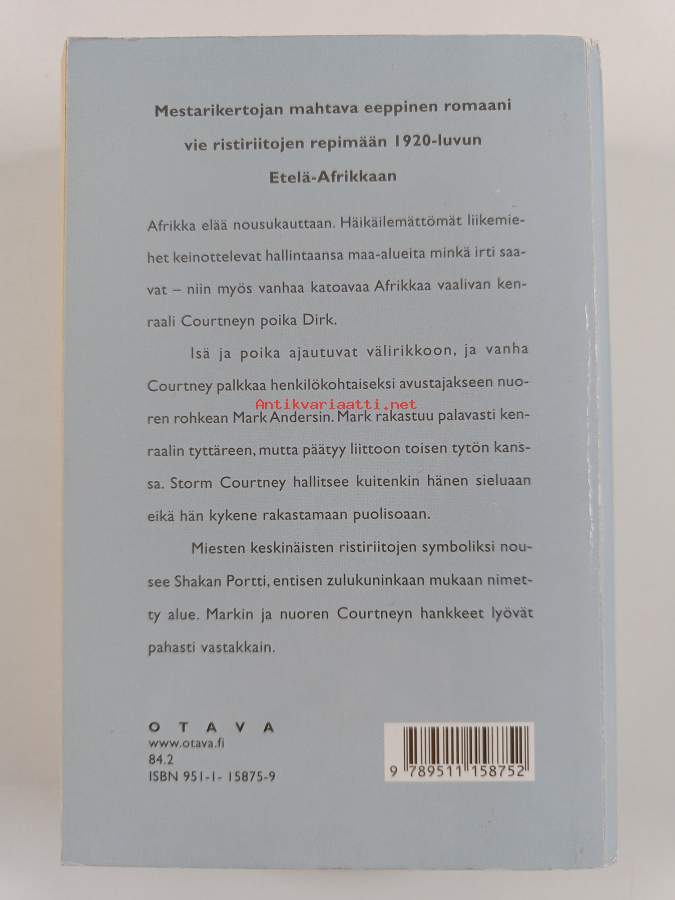 Mestarikertojan mahtava eeppinen romaani
vie ristiriitojen repimään 1920-luvun
Etelä-Afrikkaan
Afrikka elää nousukauttaan. Häikäilemättömät liikemie-
het keinottelevat hallintaansa maa-alueita minkä irti saa-
vat – niin myös vanhaa katoavaa Afrikkaa vaalivan ken-
raali Courtneyn poika Dirk.
Isä ja poika ajautuvat välirikkoon, ja vanha
Courtney palkkaa henkilökohtaiseksi avustajakseen nuo-
Antikvariaatti.net
ren rohkean Mark Andersin. Mark rakastuu palavasti ken-
raalin tyttäreen, mutta päätyy liittoon toisen tytön kans-
sa. Storm Courtney hallitsee kuitenkin hänen sieluaan
eikä hän kykene rakastamaan puolisoaan.
Miesten keskinäisten ristiriitojen symboliksi nou-
see Shakan Portti, entisen zulukuninkaan mukaan nimet-
ty alue. Markin ja nuoren Courtneyn hankkeet lyövät
pahasti vastakkain.
OTAVA
www.otava.fi
84.2
ISBN 951-1- 15875-9
9 789511 158752